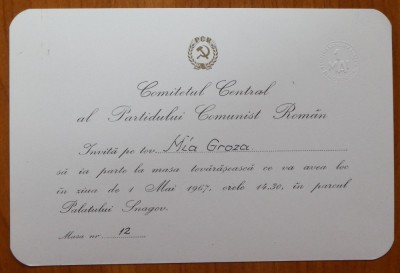 PCR
Comitetul Central
al Partidului Comunist Român
Invită pe tov. Mia Groza
să ia parte la masa tovărășească ce va avea loc
în ziua de 1 Mai 1967, orele 14,30, în parcul
Palatului Snagov.
Masa nr. 12